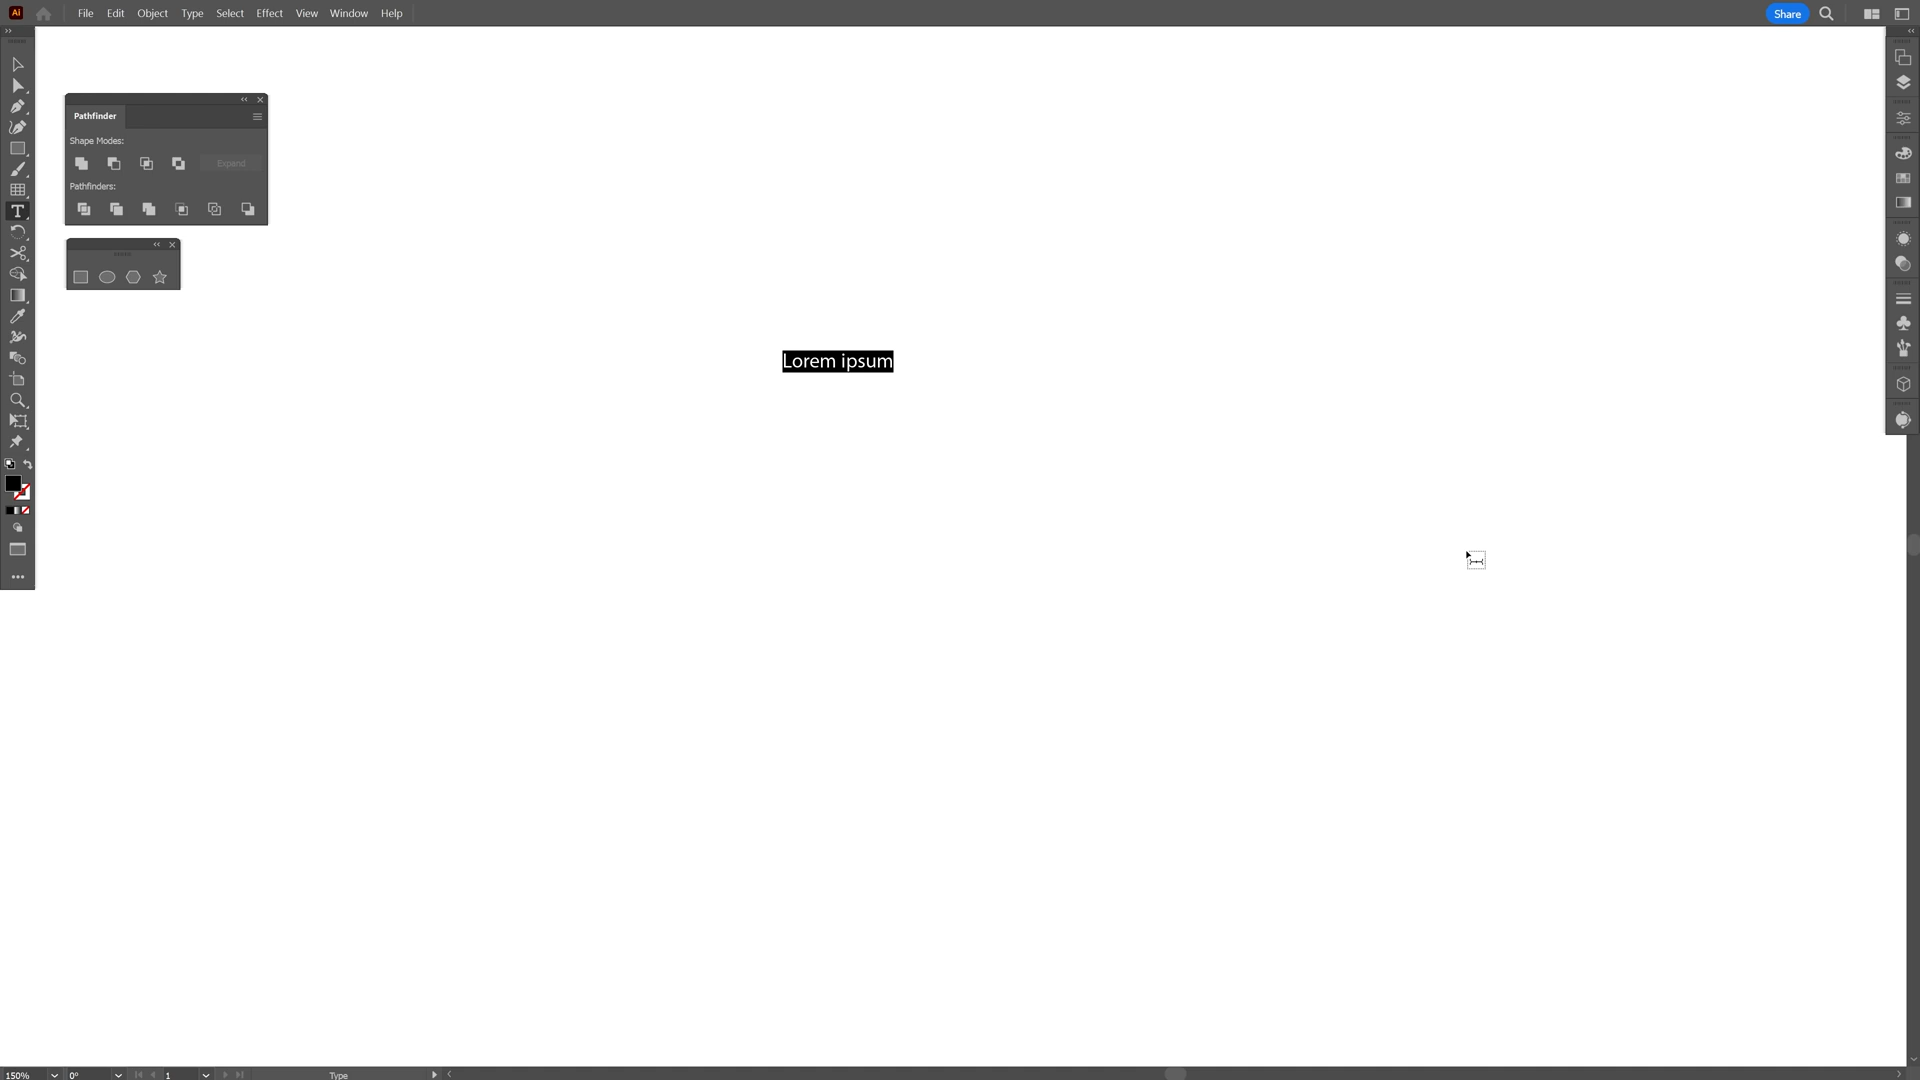 Ai File Edit Object Type Select Effect View Window Help Share
Pathfinder
Shape Modes:
Expand
Pathfinders:
T
Lorem ipsum
150% 0° 1 Type